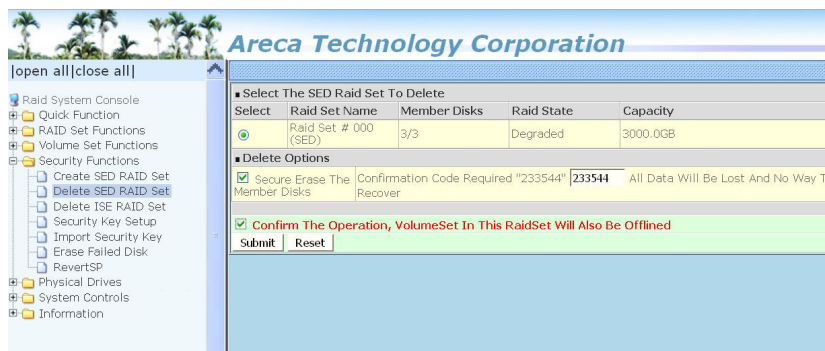 Areca Technology Corporation
|open all|close all|
Raid System Console
Quick Function
RAID Set Functions
Volume Set Functions
Security Functions
Create SED RAID Set
Delete SED RAID Set
Delete ISE RAID Set
Security Key Setup
Import Security Key
Erase Failed Disk
RevertSP
Physical Drives
System Controls
Information
Select The SED Raid Set To Delete
Select Raid Set Name Member Disks Raid State Capacity
Raid Set # 000 (SED) 3/3 Degraded 3000.0GB
Delete Options
Secure Erase The Member Disks
Confirmation Code Required "233544" 233544 All Data Will Be Lost And No Way T
Recover
Confirm The Operation, VolumeSet In This RaidSet Will Also Be Offlined
Submit Reset